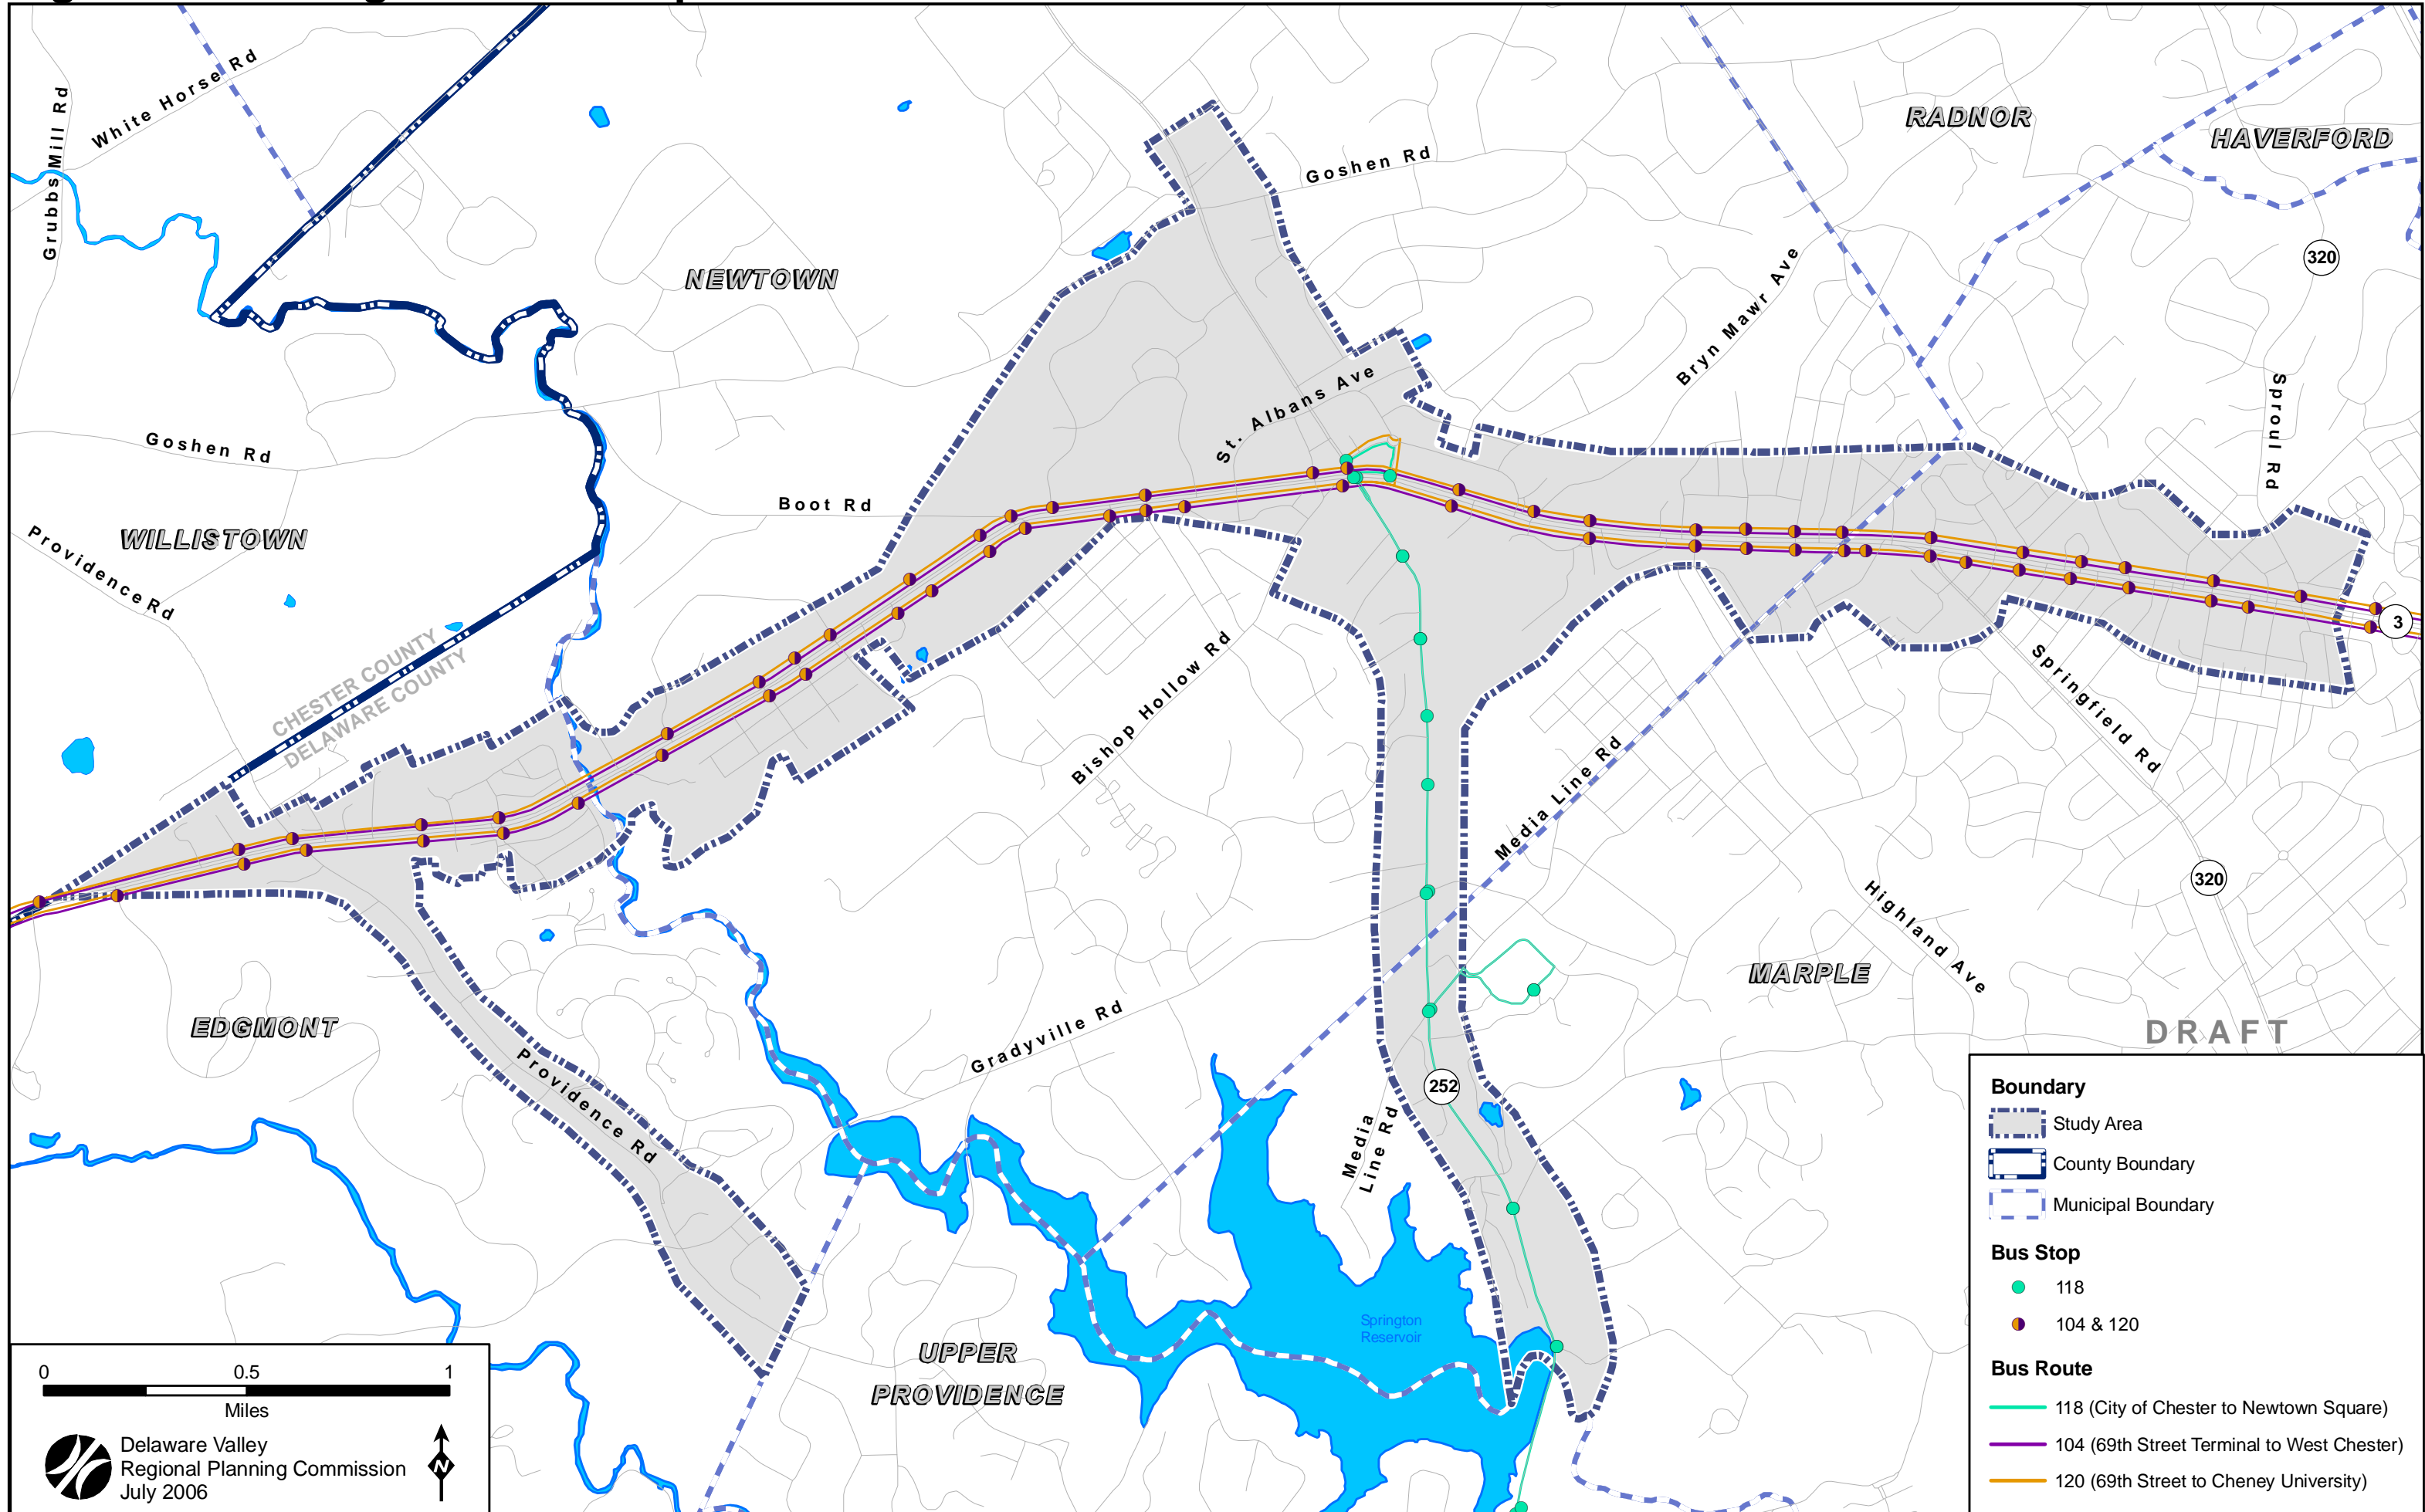 RADNOR
HAVERFORD
White Horse Rd
Grubbs Mill Rd
Goshen Rd
320
NEWTOWN
Bryn Mawr Ave
St. Albans Ave
Sproul Rd
Goshen Rd
Boot Rd
WILLISTOWN
Providence Rd
3
CHESTER COUNTY
DELAWARE COUNTY
Bishop Hollow Rd
Springfield Rd
Media Line Rd
320
Highland Ave
MARPLE
EDGMONT
Gradyville Rd
Providence Rd
252
Media
Line Rd
DRAFT
Springton
Reservoir
UPPER
PROVIDENCE
Boundary
Study Area
County Boundary
Municipal Boundary
Bus Stop
118
104 & 120
Bus Route
118 (City of Chester to Newtown Square)
104 (69th Street Terminal to West Chester)
120 (69th Street to Cheney University)
0 0.5 1
Miles
Delaware Valley
Regional Planning Commission
July 2006
N